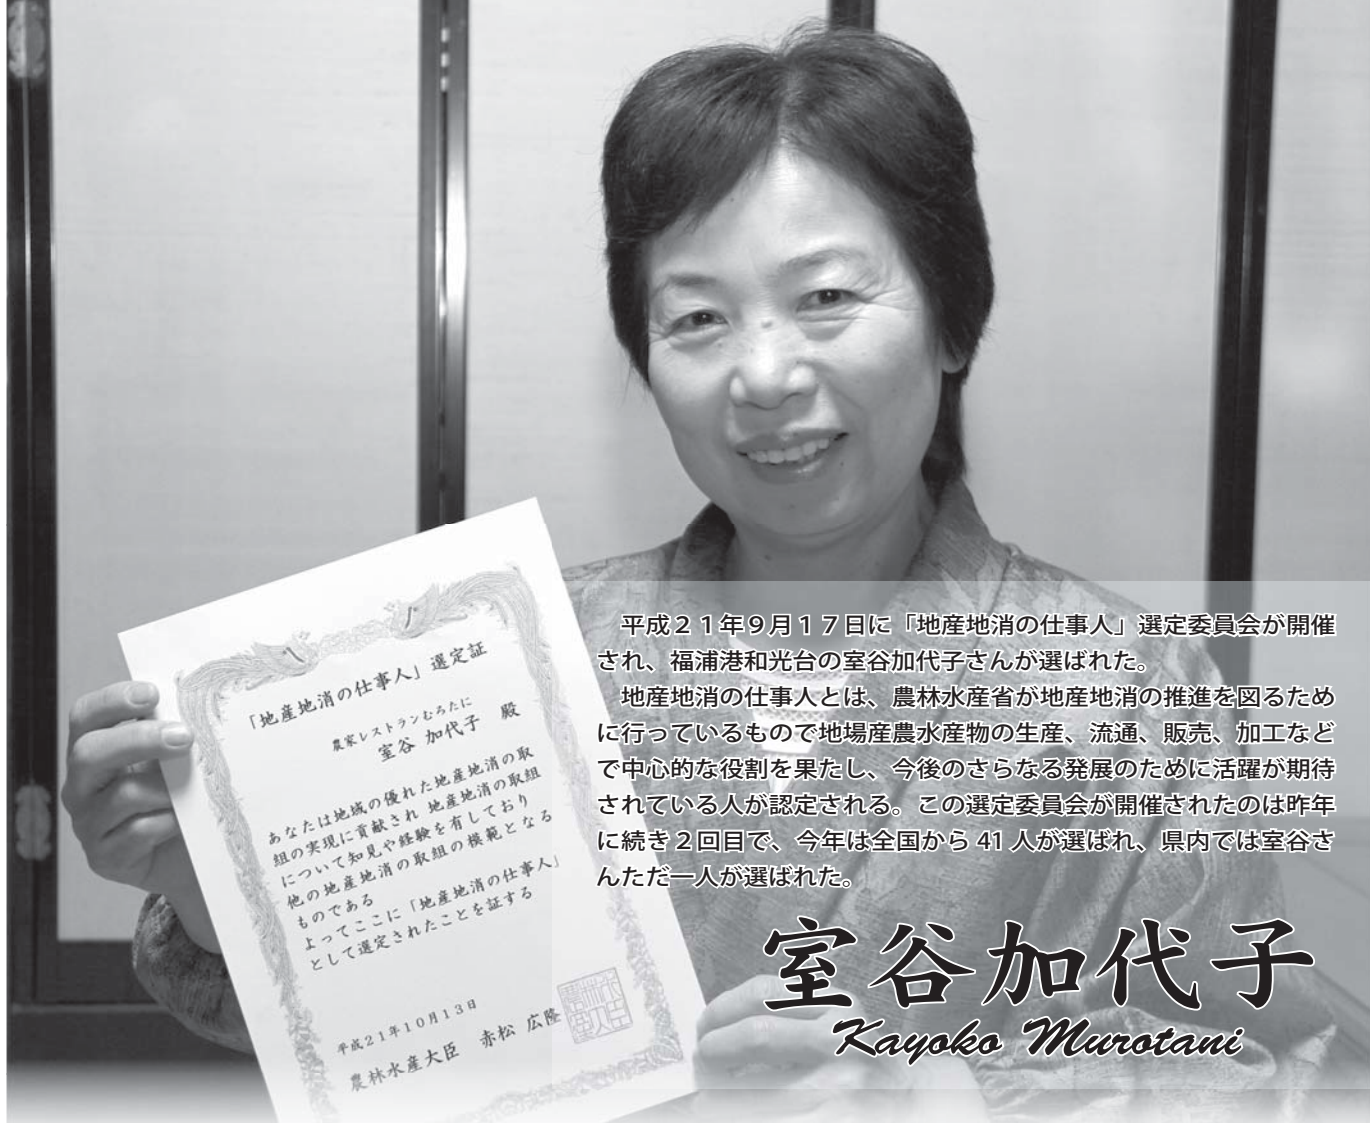 「地産地消の仕事人」選定証
農家レストランむろたに
室谷 加代子 殿
あなたは地域の優れた地産地消の取
組の実現に貢献され 地産地消の取組
について知見や経験を有しており
他の地産地消の取組の模範となる
ものである
よってここに「地産地消の仕事人」
として選定されたことを証する
平成２１年１０月１３日
農林水産大臣 赤松 広隆
平成２１年９月１７日に「地産地消の仕事人」選定委員会が開催
され、福浦港和光台の室谷加代子さんが選ばれた。
地産地消の仕事人とは、農林水産省が地産地消の推進を図るため
に行っているもので地場産農水産物の生産、流通、販売、加工など
で中心的な役割を果たし、今後のさらなる発展のために活躍が期待
されている人が認定される。この選定委員会が開催されたのは昨年
に続き２回目で、今年は全国から 41 人が選ばれ、県内では室谷さ
んただ一人が選ばれた。
室谷加代子
Kayoko Murotani